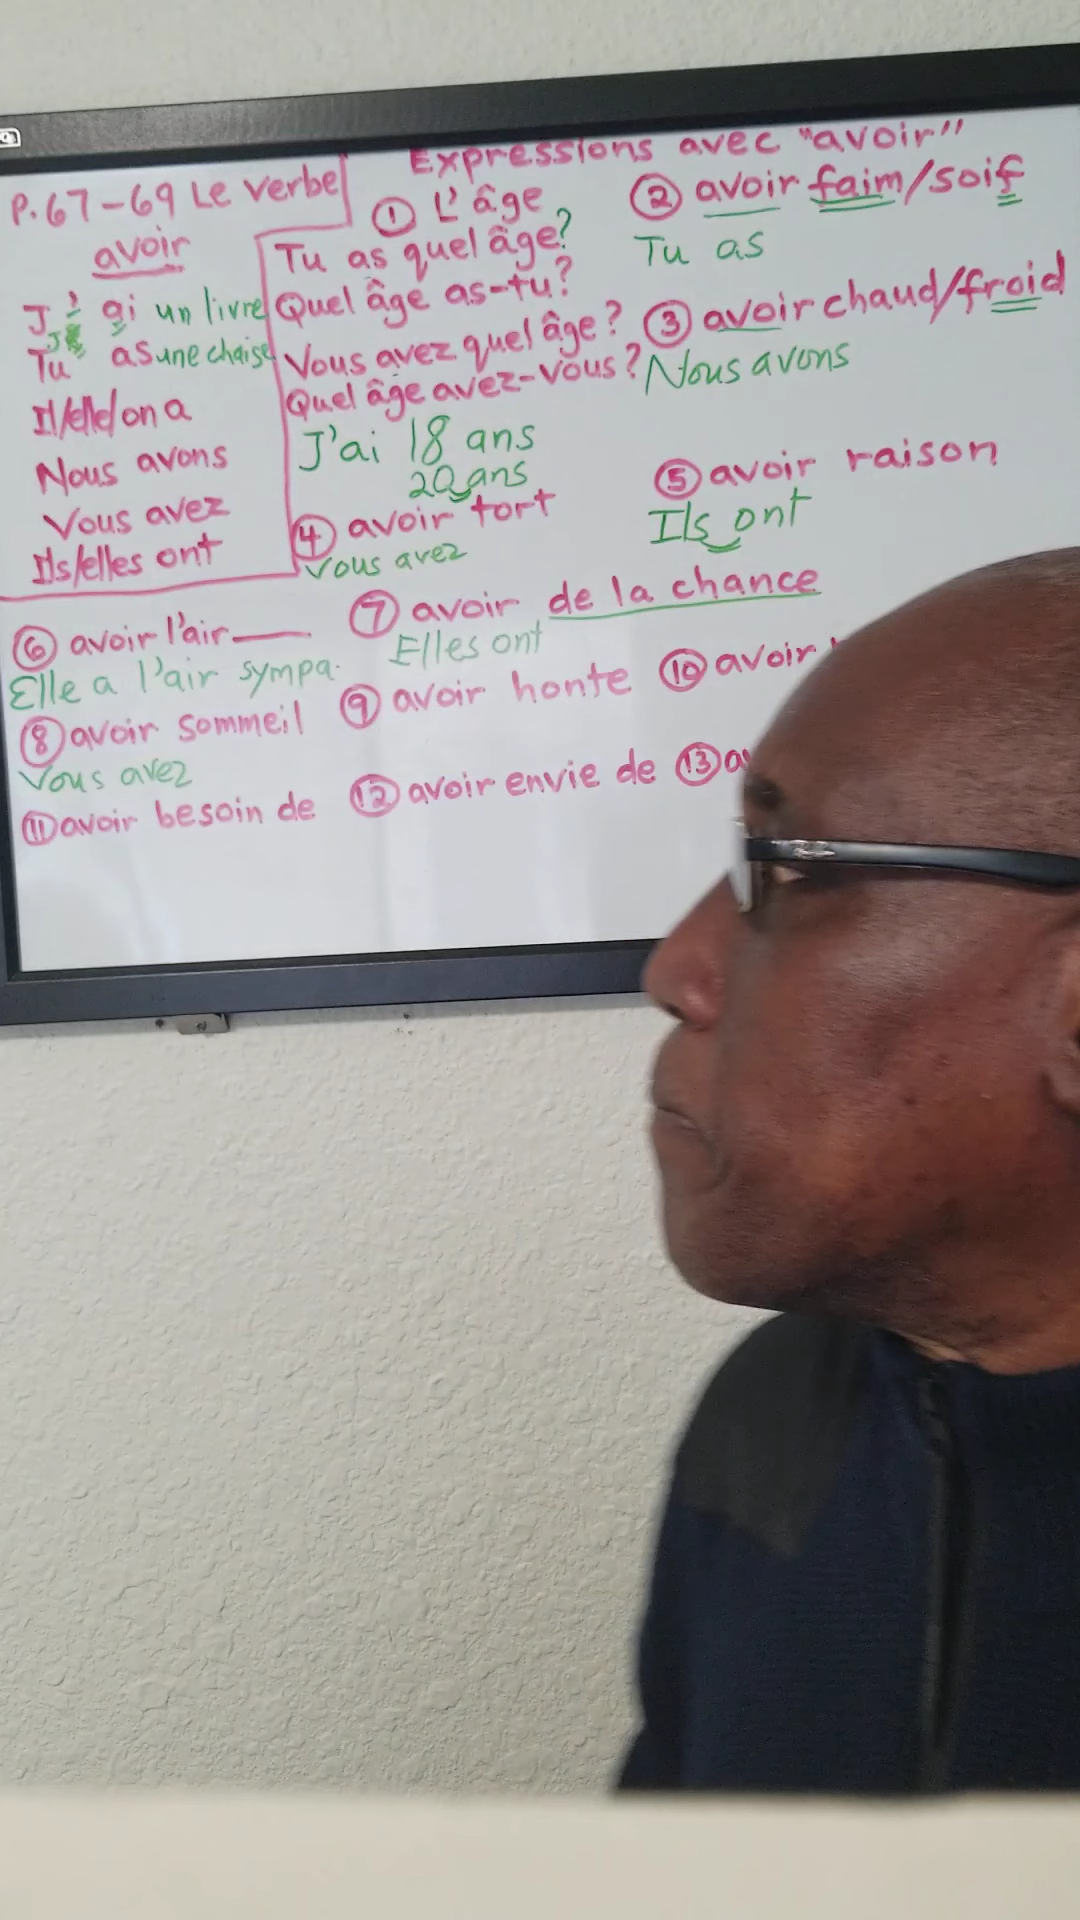 P.67-69 Le verbe
avoir
J'ai un livre
Je
Tu as une chaise
Il/elle/on a
Nous avons
Vous avez
Ils/elles ont
Expressions avec "avoir"
① L'âge
Tu as quel âge?
Quel âge as-tu?
Vous avez quel âge?
Quel âge avez-vous?
J'ai 18 ans
20 ans
② avoir faim/soif
Tu as
③ avoir chaud/froid
Nous avons
④ avoir tort
Vous avez
⑤ avoir raison
Ils ont
⑥ avoir l'air
Elle a l'air sympa.
⑦ avoir de la chance
Elles ont
⑧ avoir sommeil
Vous avez
⑨ avoir honte
⑩ avoir
⑪ avoir besoin de
⑫ avoir envie de
⑬